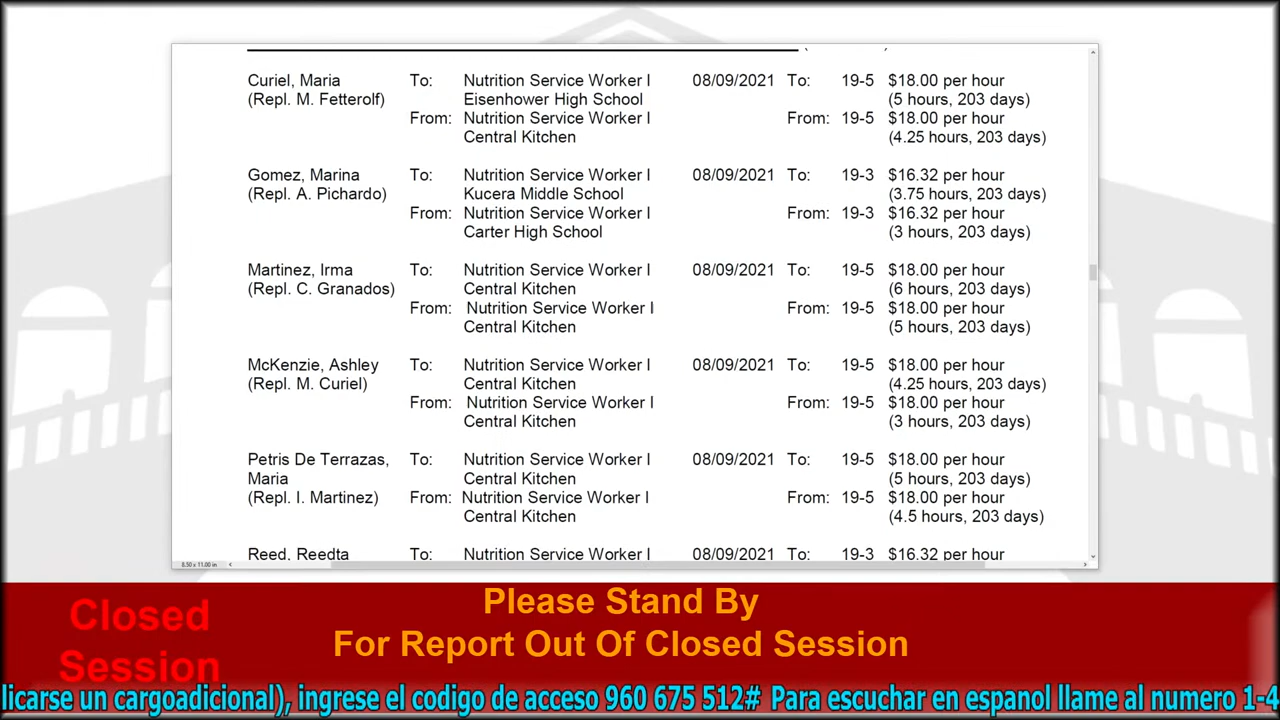 Curiel, Maria To: Nutrition Service Worker I 08/09/2021 To: 19-5 $18.00 per hour
(Repl. M. Fetterolf) Eisenhower High School (5 hours, 203 days)
From: Nutrition Service Worker I From: 19-5 $18.00 per hour
Central Kitchen (4.25 hours, 203 days)
Gomez, Marina To: Nutrition Service Worker I 08/09/2021 To: 19-3 $16.32 per hour
(Repl. A. Pichardo) Kucera Middle School (3.75 hours, 203 days)
From: Nutrition Service Worker I From: 19-3 $16.32 per hour
Carter High School (3 hours, 203 days)
Martinez, Irma To: Nutrition Service Worker I 08/09/2021 To: 19-5 $18.00 per hour
(Repl. C. Granados) Central Kitchen (6 hours, 203 days)
From: Nutrition Service Worker I From: 19-5 $18.00 per hour
Central Kitchen (5 hours, 203 days)
McKenzie, Ashley To: Nutrition Service Worker I 08/09/2021 To: 19-5 $18.00 per hour
(Repl. M. Curiel) Central Kitchen (4.25 hours, 203 days)
From: Nutrition Service Worker I From: 19-5 $18.00 per hour
Central Kitchen (3 hours, 203 days)
Petris De Terrazas, To: Nutrition Service Worker I 08/09/2021 To: 19-5 $18.00 per hour
Maria Central Kitchen (5 hours, 203 days)
(Repl. I. Martinez) From: Nutrition Service Worker I From: 19-5 $18.00 per hour
Central Kitchen (4.5 hours, 203 days)
Reed, Reedta To: Nutrition Service Worker I 08/09/2021 To: 19-3 $16.32 per hour
8.50 x 11.00 in
Closed
Session
Please Stand By
For Report Out Of Closed Session
licarse un cargoadicional), ingrese el codigo de acceso 960 675 512# Para escuchar en espanol llame al numero 1-4